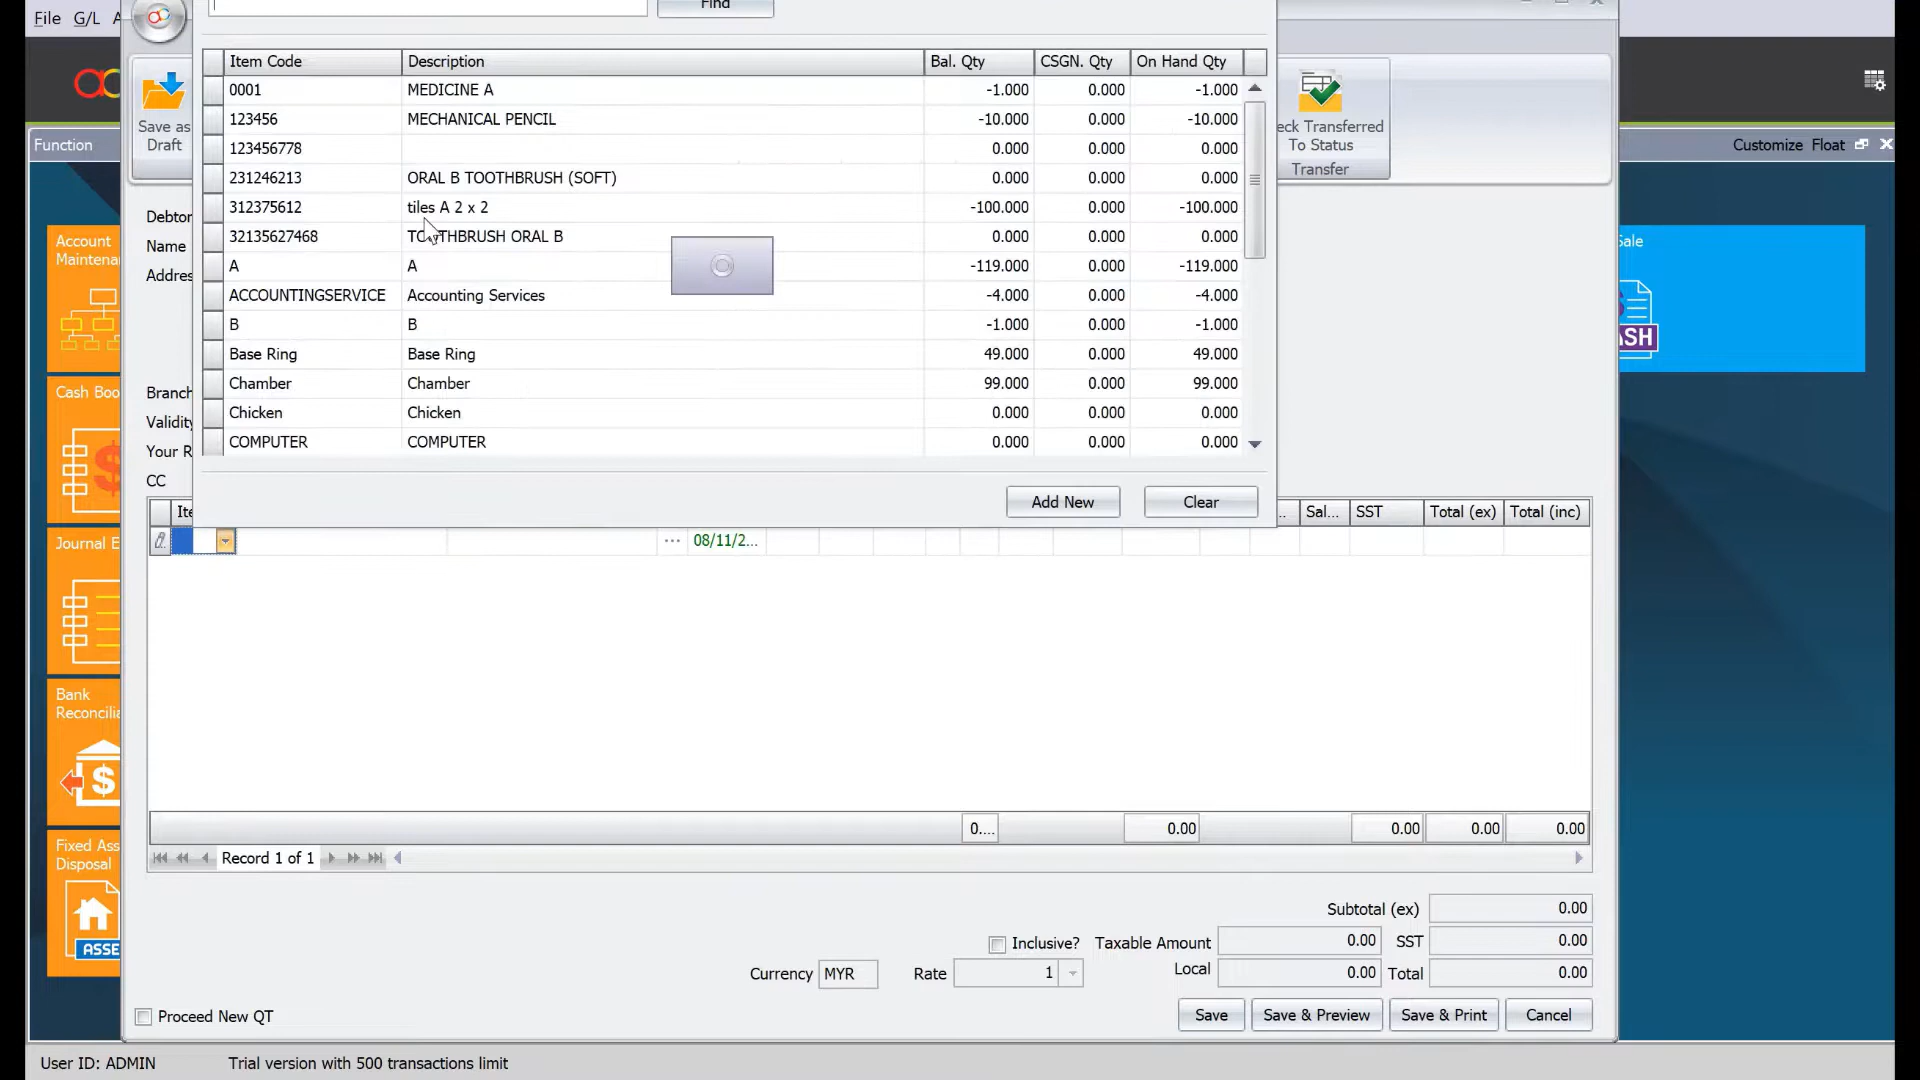 File G/L A
Find
Item Code Description Bal. Qty CSGN. Qty On Hand Qty
0001 MEDICINE A -1.000 0.000 -1.000
123456 MECHANICAL PENCIL -10.000 0.000 -10.000
123456778 0.000 0.000 0.000
231246213 ORAL B TOOTHBRUSH (SOFT) 0.000 0.000 0.000
312375612 tiles A 2 x 2 -100.000 0.000 -100.000
32135627468 TOOTHBRUSH ORAL B 0.000 0.000 0.000
A A -119.000 0.000 -119.000
ACCOUNTINGSERVICE Accounting Services -4.000 0.000 -4.000
B B -1.000 0.000 -1.000
Base Ring Base Ring 49.000 0.000 49.000
Chamber Chamber 99.000 0.000 99.000
Chicken Chicken 0.000 0.000 0.000
COMPUTER COMPUTER 0.000 0.000 0.000
Add New Clear
Save as
Draft
eck Transferred
To Status
Transfer
Function
Customize Float
Account
Maintena
Cash Boo
Journal E
Bank
Reconcilia
Fixed Ass
Disposal
ASSE
Sale
SH
Debtor
Name
Addres
Branch
Validity
Your R
CC
Ite ... Sal... SST Total (ex) Total (inc)
... 08/11/2...
0.... 0.00 0.00 0.00 0.00
Record 1 of 1
Subtotal (ex) 0.00
Inclusive? Taxable Amount 0.00 SST 0.00
Currency MYR Rate 1 Local 0.00 Total 0.00
Proceed New QT
Save Save & Preview Save & Print Cancel
User ID: ADMIN Trial version with 500 transactions limit